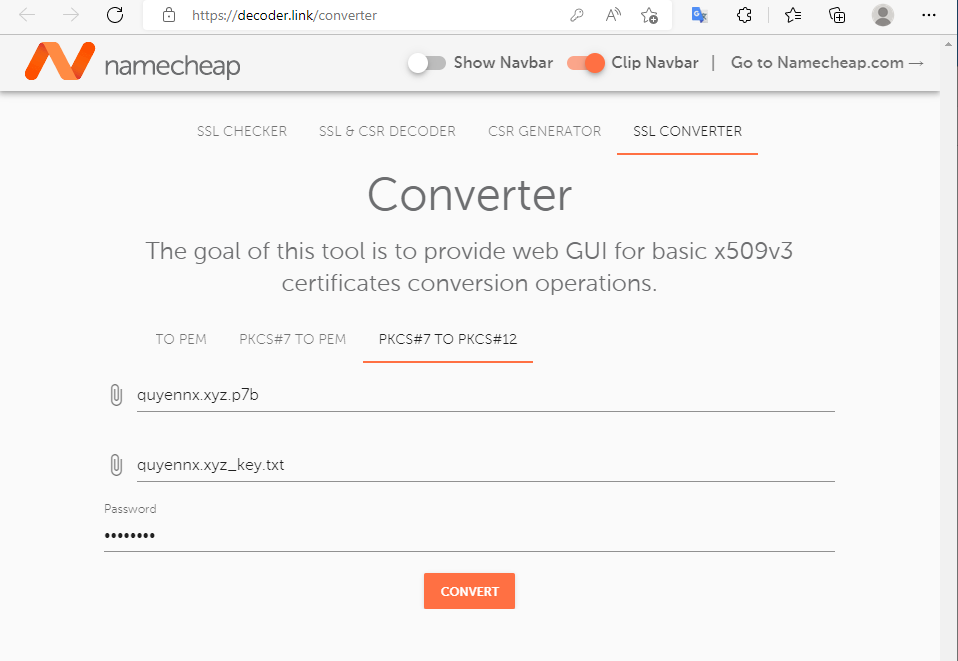 https://decoder.link/converter
namecheap
Show Navbar
Clip Navbar | Go to Namecheap.com →
SSL CHECKER
SSL & CSR DECODER
CSR GENERATOR
SSL CONVERTER
Converter
The goal of this tool is to provide web GUI for basic x509v3
certificates conversion operations.
TO PEM
PKCS#7 TO PEM
PKCS#7 TO PKCS#12
quyennx.xyz.p7b
quyennx.xyz_key.txt
Password
••••••••
CONVERT